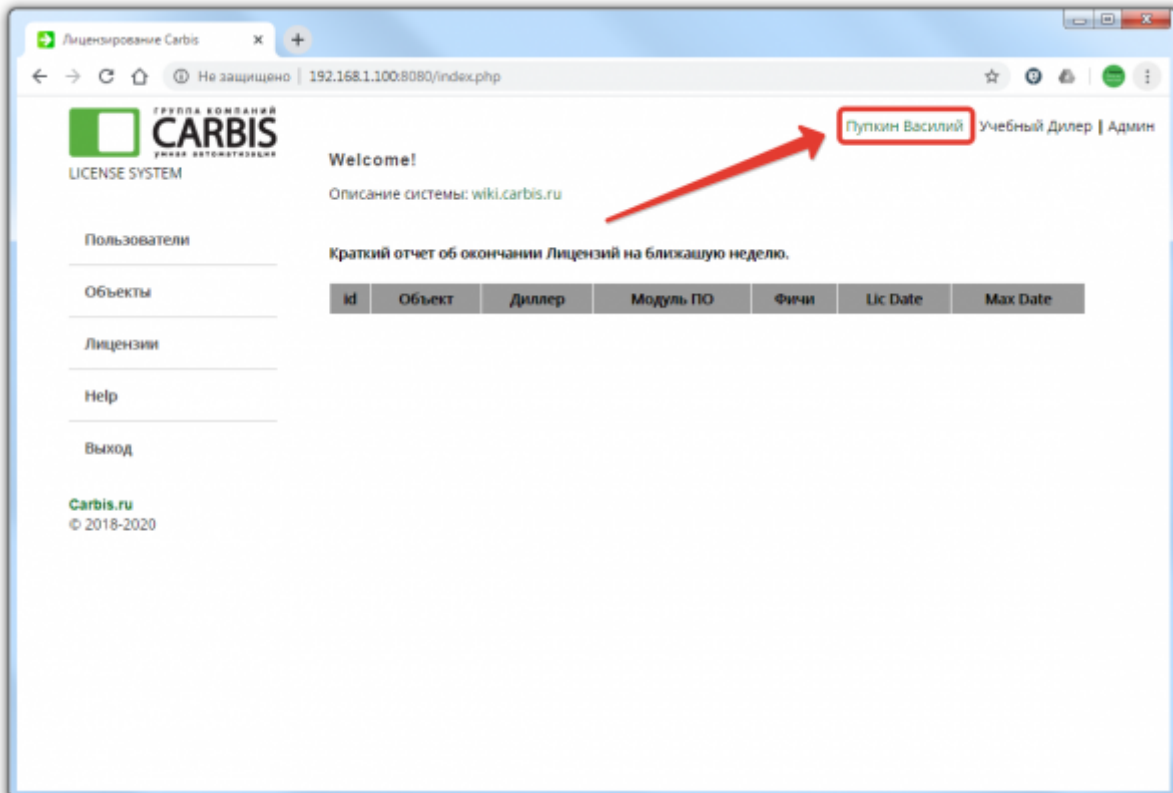 Лицензирование Carbis
Не защищено | 192.168.1.100:8080/index.php
ГРУППА КОМПАНИЙ
CARBIS
умная автоматизация
LICENSE SYSTEM
Пупкин Василий Учебный Дилер | Админ
Welcome!
Описание системы: wiki.carbis.ru
Пользователи
Краткий отчет об окончании Лицензий на ближашую неделю.
Объекты
id Объект Диллер Модуль ПО Фичи Lic Date Max Date
Лицензии
Help
Выход
Carbis.ru
© 2018-2020